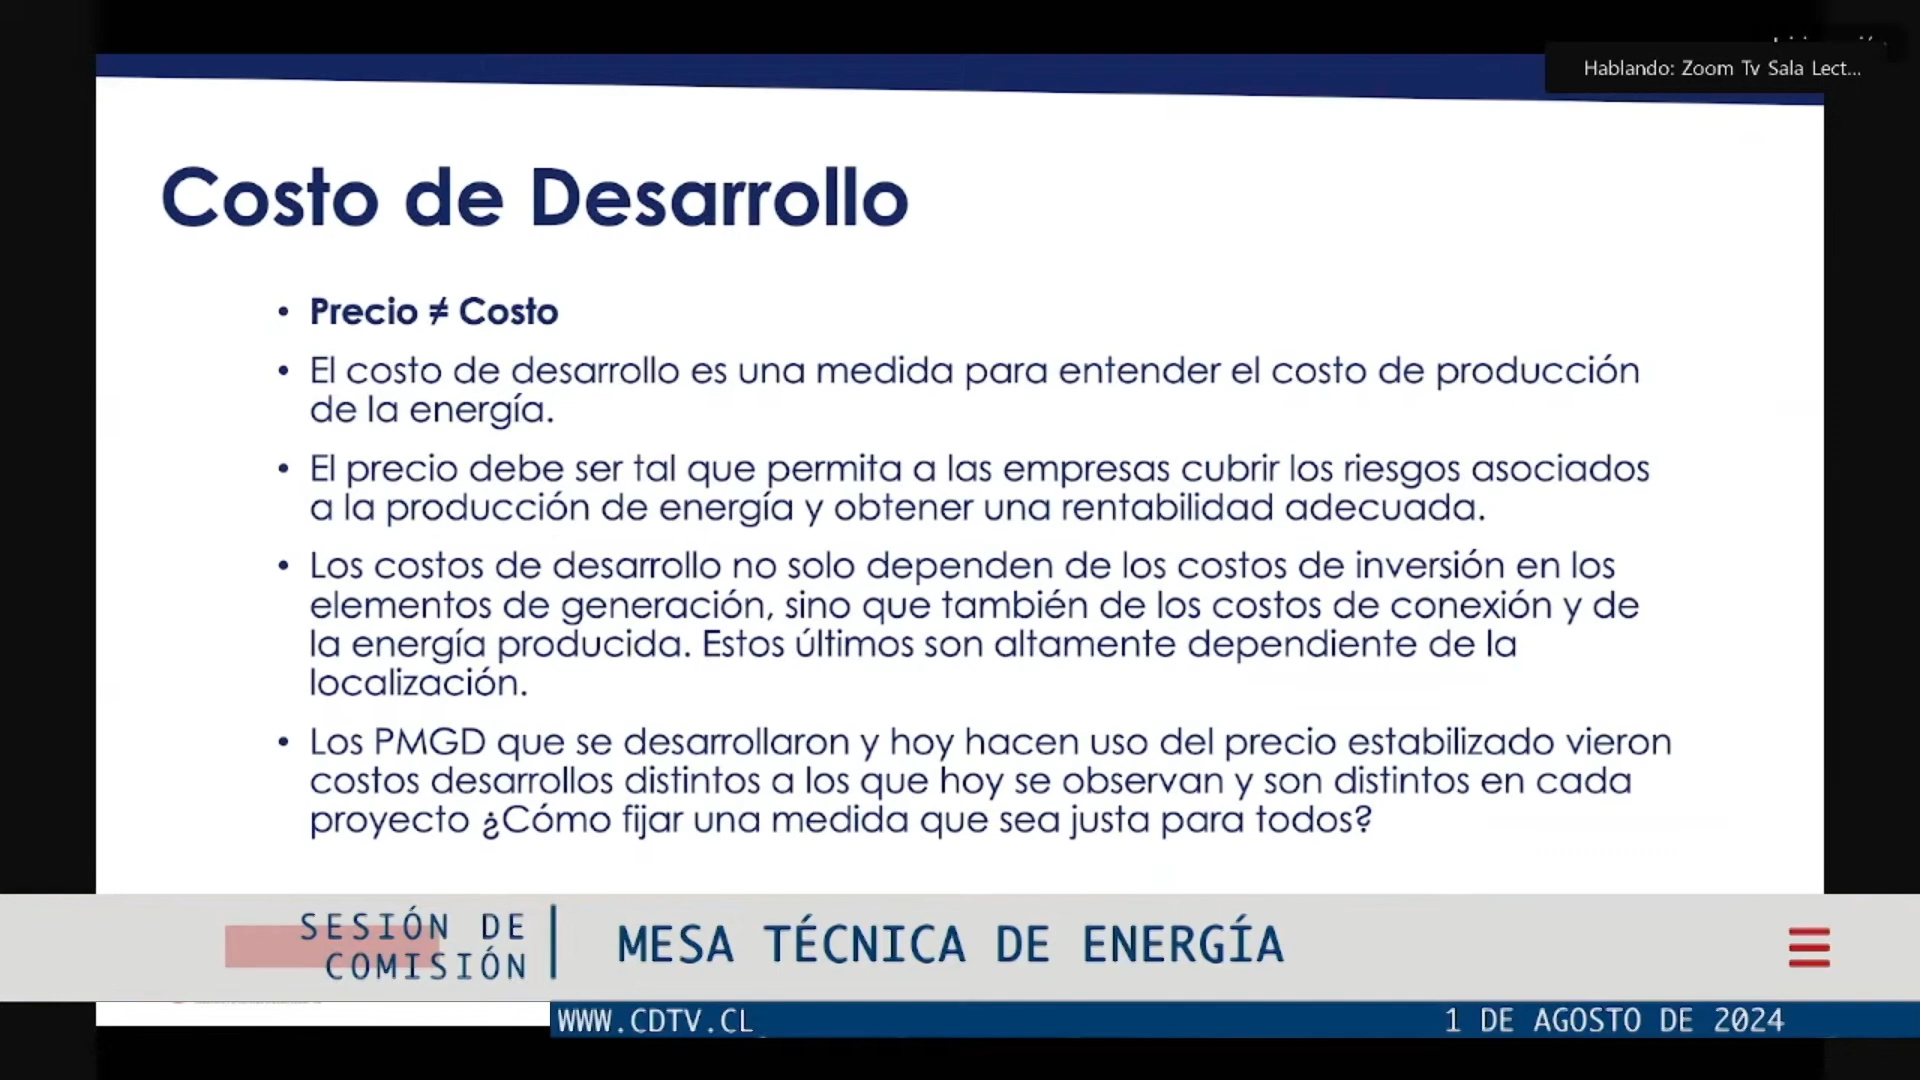 Hablando: Zoom Tv Sala Lect...
Costo de Desarrollo
• Precio ≠ Costo
• El costo de desarrollo es una medida para entender el costo de producción
de la energía.
• El precio debe ser tal que permita a las empresas cubrir los riesgos asociados
a la producción de energía y obtener una rentabilidad adecuada.
• Los costos de desarrollo no solo dependen de los costos de inversión en los
elementos de generación, sino que también de los costos de conexión y de
la energía producida. Estos últimos son altamente dependiente de la
localización.
• Los PMGD que se desarrollaron y hoy hacen uso del precio estabilizado vieron
costos desarrollos distintos a los que hoy se observan y son distintos en cada
proyecto ¿Cómo fijar una medida que sea justa para todos?
SESIÓN DE
COMISIÓN
MESA TÉCNICA DE ENERGÍA
WWW.CDTV.CL
1 DE AGOSTO DE 2024